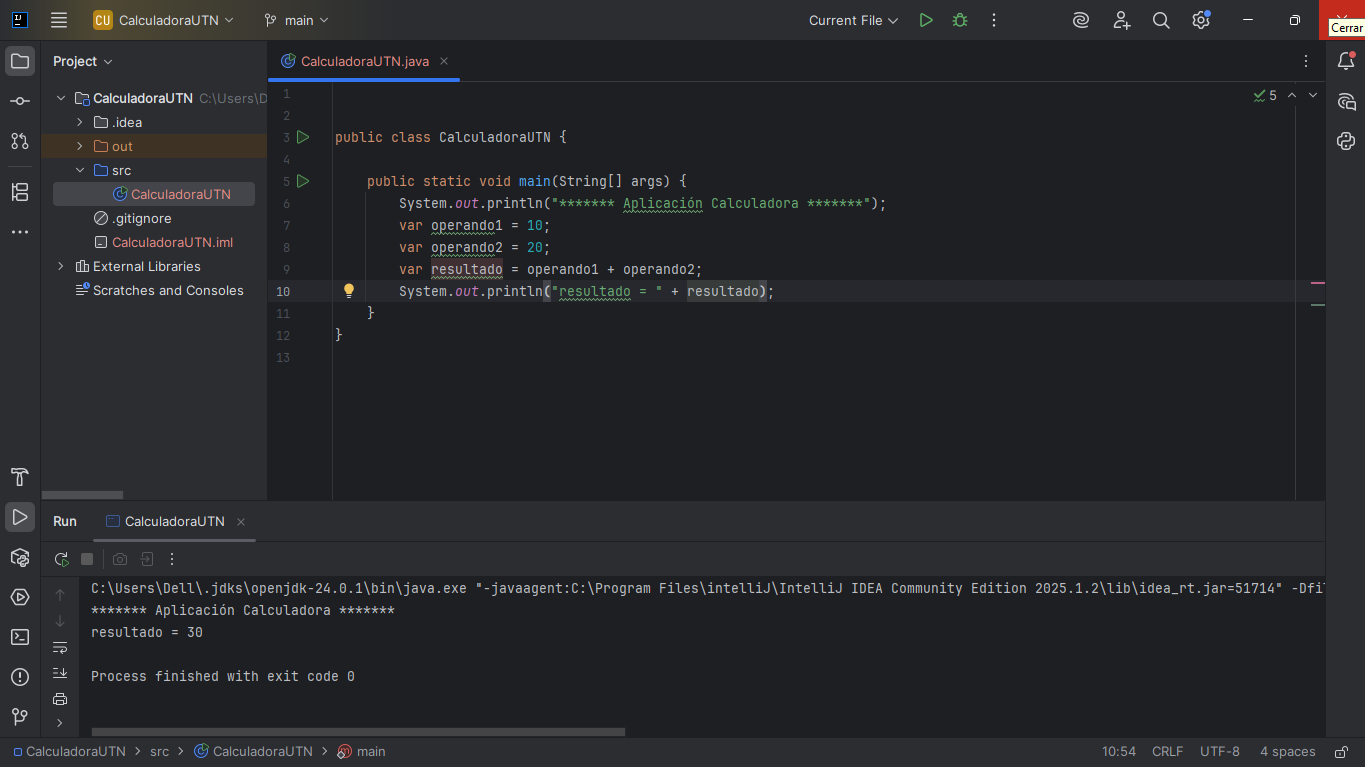 CU CalculadoraUTN main Current File
Cerrar
Project
CalculadoraUTN C:\Users\D
.idea
out
src
CalculadoraUTN
.gitignore
CalculadoraUTN.iml
External Libraries
Scratches and Consoles
CalculadoraUTN.java
5
1
2
3 public class CalculadoraUTN {
4
5 public static void main(String[] args) {
6 System.out.println("******* Aplicación Calculadora *******");
7 var operando1 = 10;
8 var operando2 = 20;
9 var resultado = operando1 + operando2;
10 System.out.println("resultado = " + resultado);
11 }
12 }
13
Run CalculadoraUTN
C:\Users\Dell\.jdks\openjdk-24.0.1\bin\java.exe "-javaagent:C:\Program Files\intelliJ\IntelliJ IDEA Community Edition 2025.1.2\lib\idea_rt.jar=51714" -Dfil
******* Aplicación Calculadora *******
resultado = 30
Process finished with exit code 0
CalculadoraUTN > src > CalculadoraUTN > main 10:54 CRLF UTF-8 4 spaces